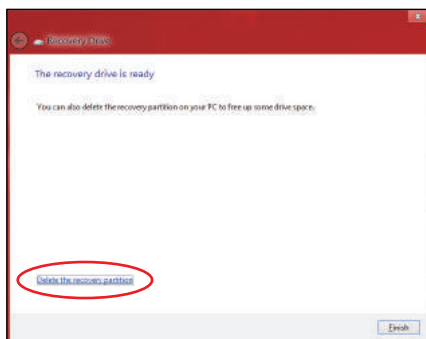 Recovery Drive
The recovery drive is ready
You can also delete the recovery partition on your PC to free up some drive space.
Delete the recovery partition
Finish